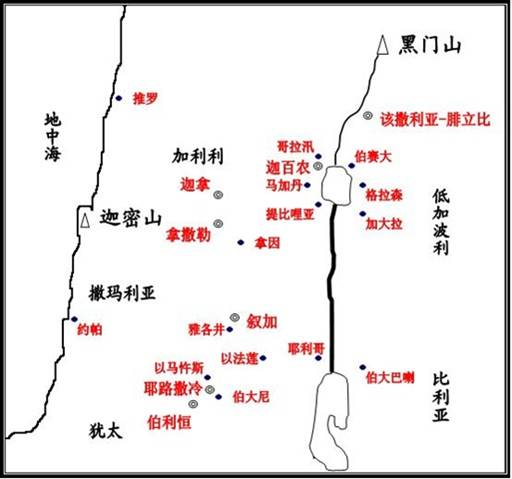 黑门山
推罗
该撒利亚-腓立比
地中海
哥拉汛
加利利
迦百农
伯赛大
迦拿
马加丹
格拉森
低加波利
提比哩亚
加大拉
迦密山
拿撒勒
拿因
撒玛利亚
叙加
约帕
雅各井
以法莲
耶利哥
以马忤斯
伯大巴喇
比利亚
耶路撒冷
伯大尼
伯利恒
犹太